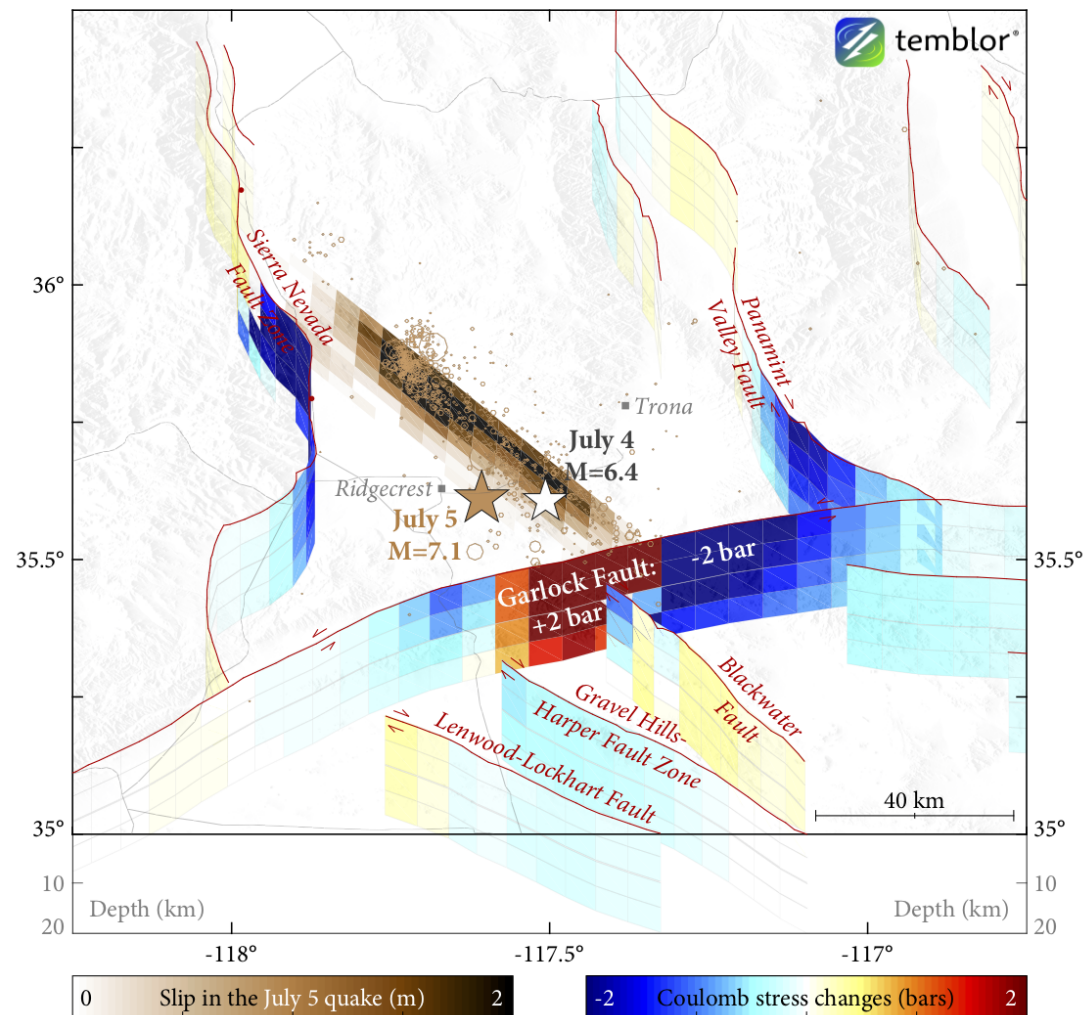 temblor®
36°
Sierra Nevada
Fault Zone
Panamint
Valley Fault
Trona
July 4
M=6.4
Ridgecrest
July 5
M=7.1
35.5°
35.5°
Garlock Fault:
-2 bar
+2 bar
Blackwater
Fault
Gravel Hills-
Harper Fault Zone
Lenwood-Lockhart Fault
40 km
35°
35°
10
10
Depth (km)
Depth (km)
20
20
-118°
-117.5°
-117°
0 Slip in the July 5 quake (m) 2
-2 Coulomb stress changes (bars) 2